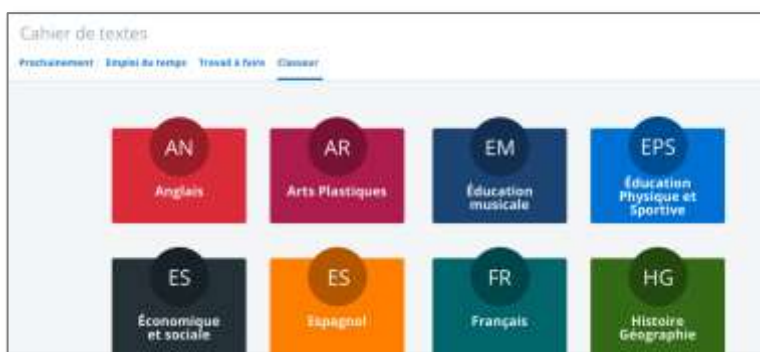 Cahier de textes
Prochainement Emploi du temps Travail à faire Classeur
AN AR EM EPS
Anglais
Arts Plastiques
Éducation
musicale
Éducation
Physique et
Sportive
ES ES FR HG
Économique
et sociale
Espagnol
Français
Histoire
Géographie